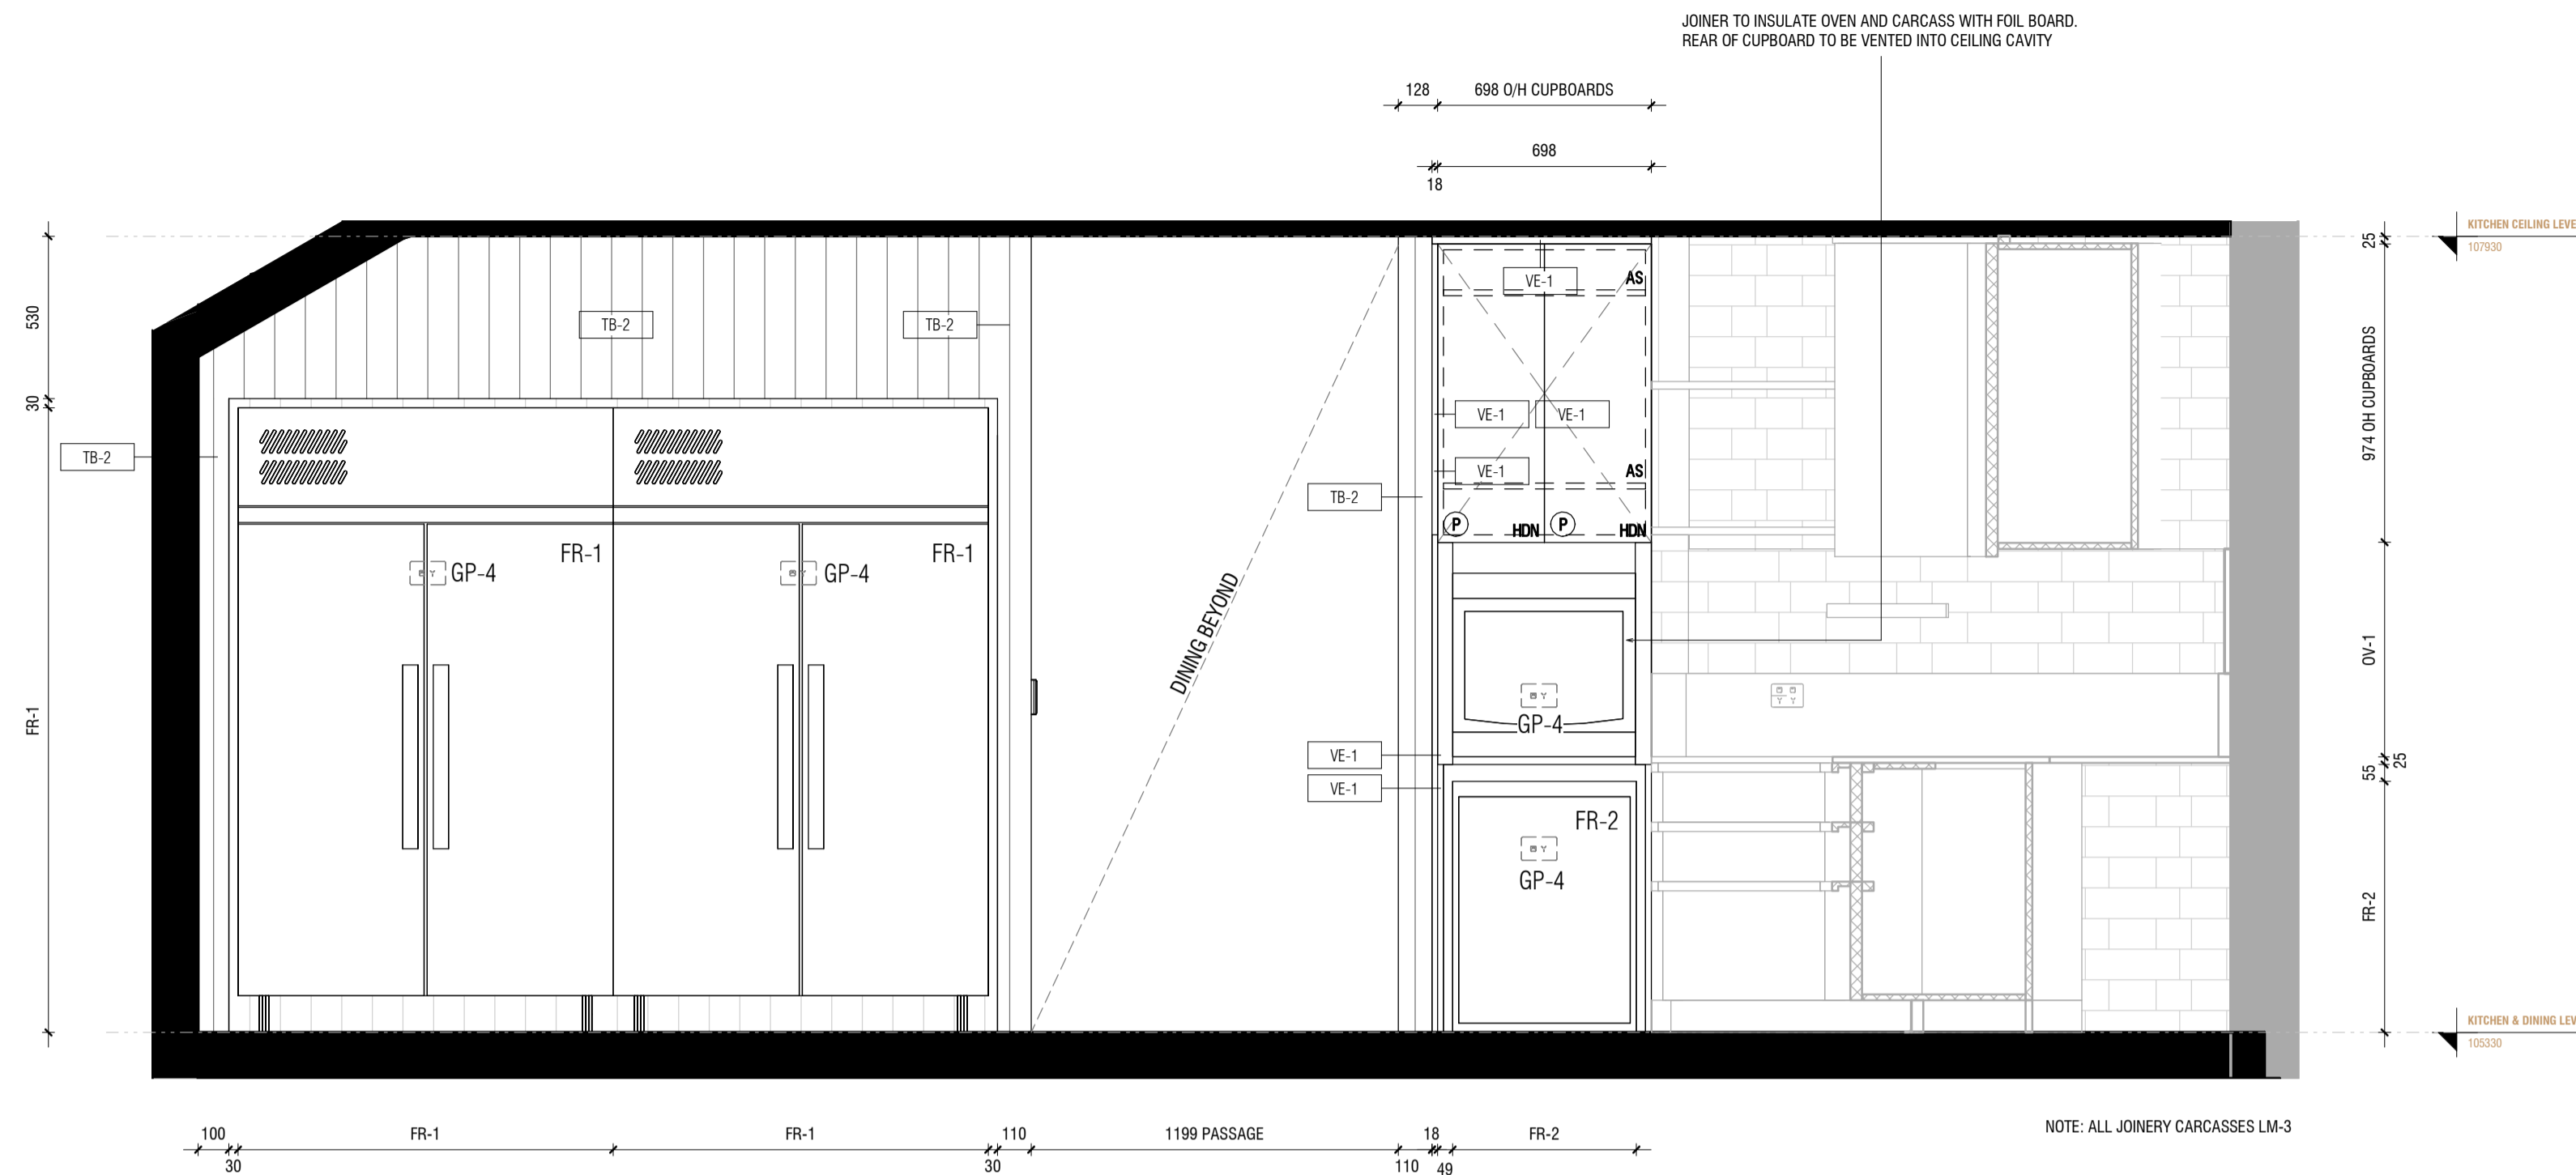 JOINER TO INSULATE OVEN AND CARCASS WITH FOIL BOARD.
REAR OF CUPBOARD TO BE VENTED INTO CEILING CAVITY
128
698 O/H CUPBOARDS
698
18
KITCHEN CEILING LEVE
107930
25
530
30
FR-1
974 OH CUPBOARDS
OV-1
55
25
FR-2
TB-2
TB-2
TB-2
TB-2
VE-1
AS
VE-1
VE-1
VE-1
AS
P
HDN
P
HDN
FR-1
FR-1
GP-4
GP-4
DINING BEYOND
GP-4
VE-1
VE-1
FR-2
GP-4
KITCHEN & DINING LEV
105330
NOTE: ALL JOINERY CARCASSES LM-3
100
30
FR-1
FR-1
30
110
1199 PASSAGE
110
18
49
FR-2